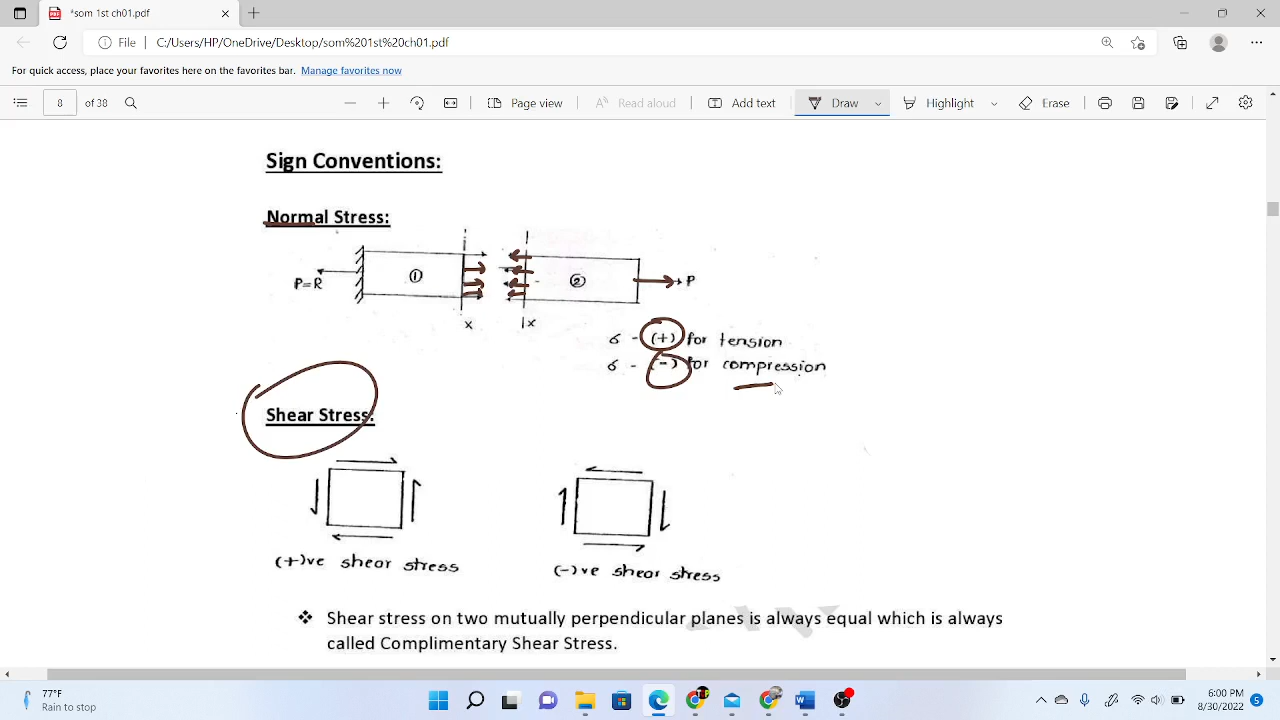 *som 1st ch01.pdf
File
C:/Users/HP/OneDrive/Desktop/som%201st%20ch01.pdf
For quick access, place your favorites here on the favorites bar. Manage favorites now
8 of 38
Page view
Read aloud
Add text
Draw
Highlight
Erase
Sign Conventions:
Normal Stress:
P=R
1
2
P
x
x
σ - (+) for tension
σ - (-) for compression
Shear Stress:
(+)ve shear stress
(-)ve shear stress
❖ Shear stress on two mutually perpendicular planes is always equal which is always
called Complimentary Shear Stress.
77°F
Rain to stop
6:00 PM
8/30/2022
5